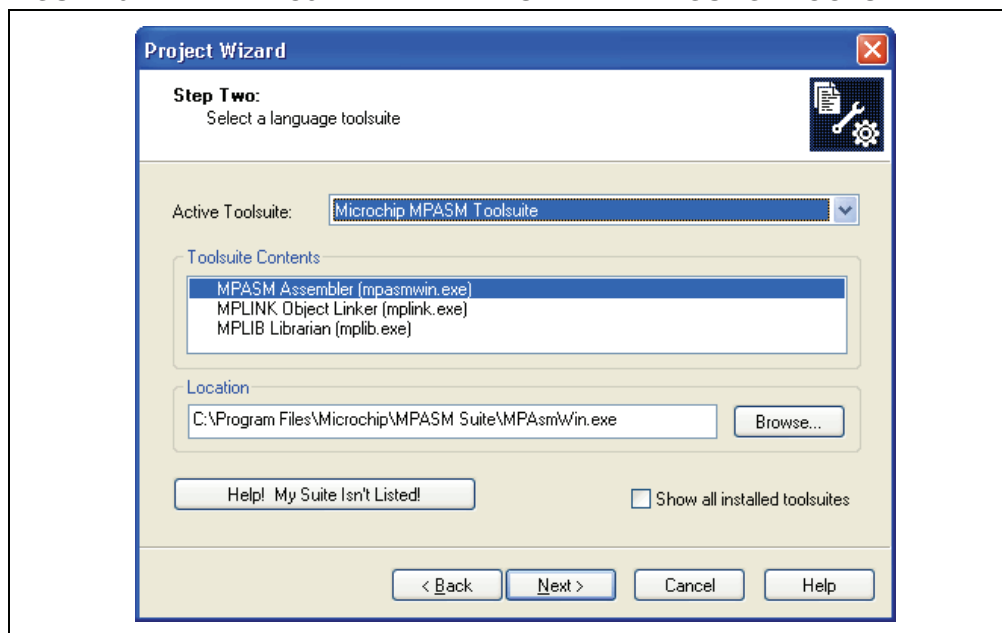 Project Wizard
Step Two:
Select a language toolsuite
Active Toolsuite: Microchip MPASM Toolsuite
Toolsuite Contents
MPASM Assembler (mpasmwin.exe)
MPLINK Object Linker (mplink.exe)
MPLIB Librarian (mplib.exe)
Location
C:\Program Files\Microchip\MPASM Suite\MPAsmWin.exe Browse...
Help! My Suite Isn't Listed! Show all installed toolsuites
< Back Next > Cancel Help